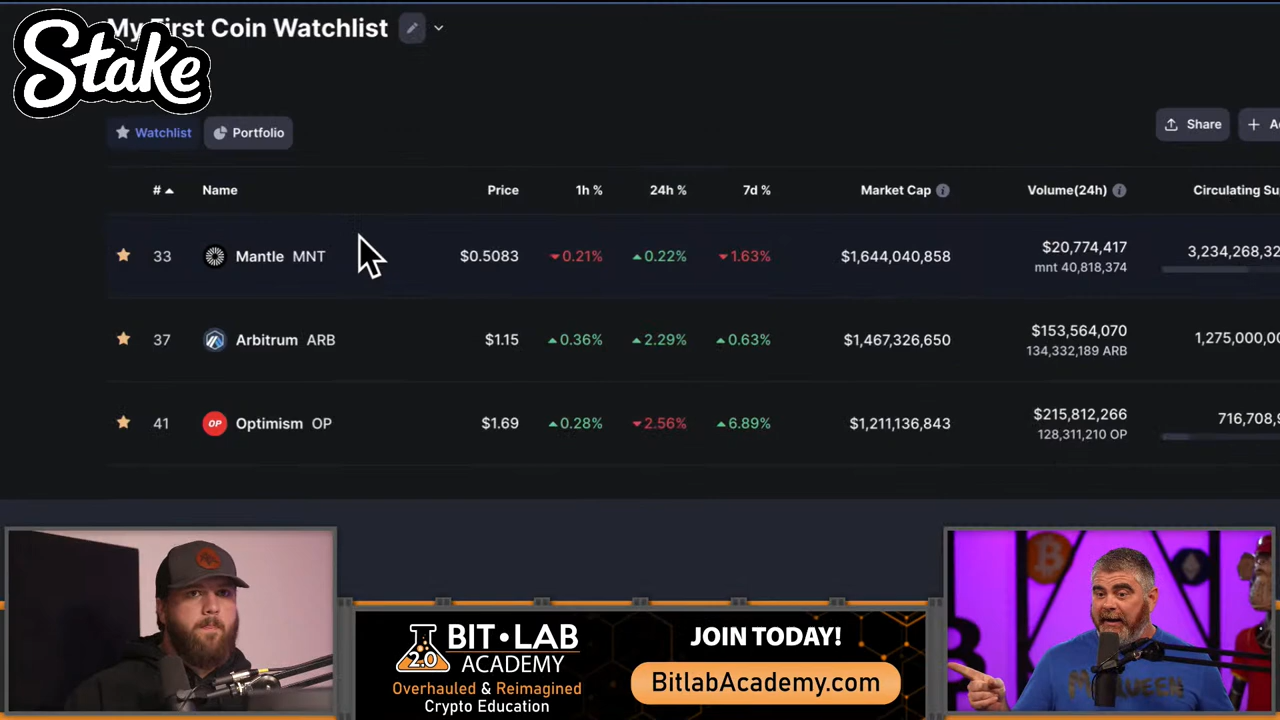 My First Coin Watchlist
Stake
Watchlist Portfolio
Share
# Name Price 1h % 24h % 7d % Market Cap Volume(24h) Circulating
33 Mantle MNT $0.5083 0.21% 0.22% 1.63% $1,644,040,858 $20,774,417
mnt 40,818,374
37 Arbitrum ARB $1.15 0.36% 2.29% 0.63% $1,467,326,650 $153,564,070
134,332,189 ARB
41 OP Optimism OP $1.69 0.28% 2.56% 6.89% $1,211,136,843 $215,812,266
128,311,210 OP
2.0 BIT•LAB
ACADEMY
Overhauled & Reimagined
Crypto Education
JOIN TODAY!
BitlabAcademy.com